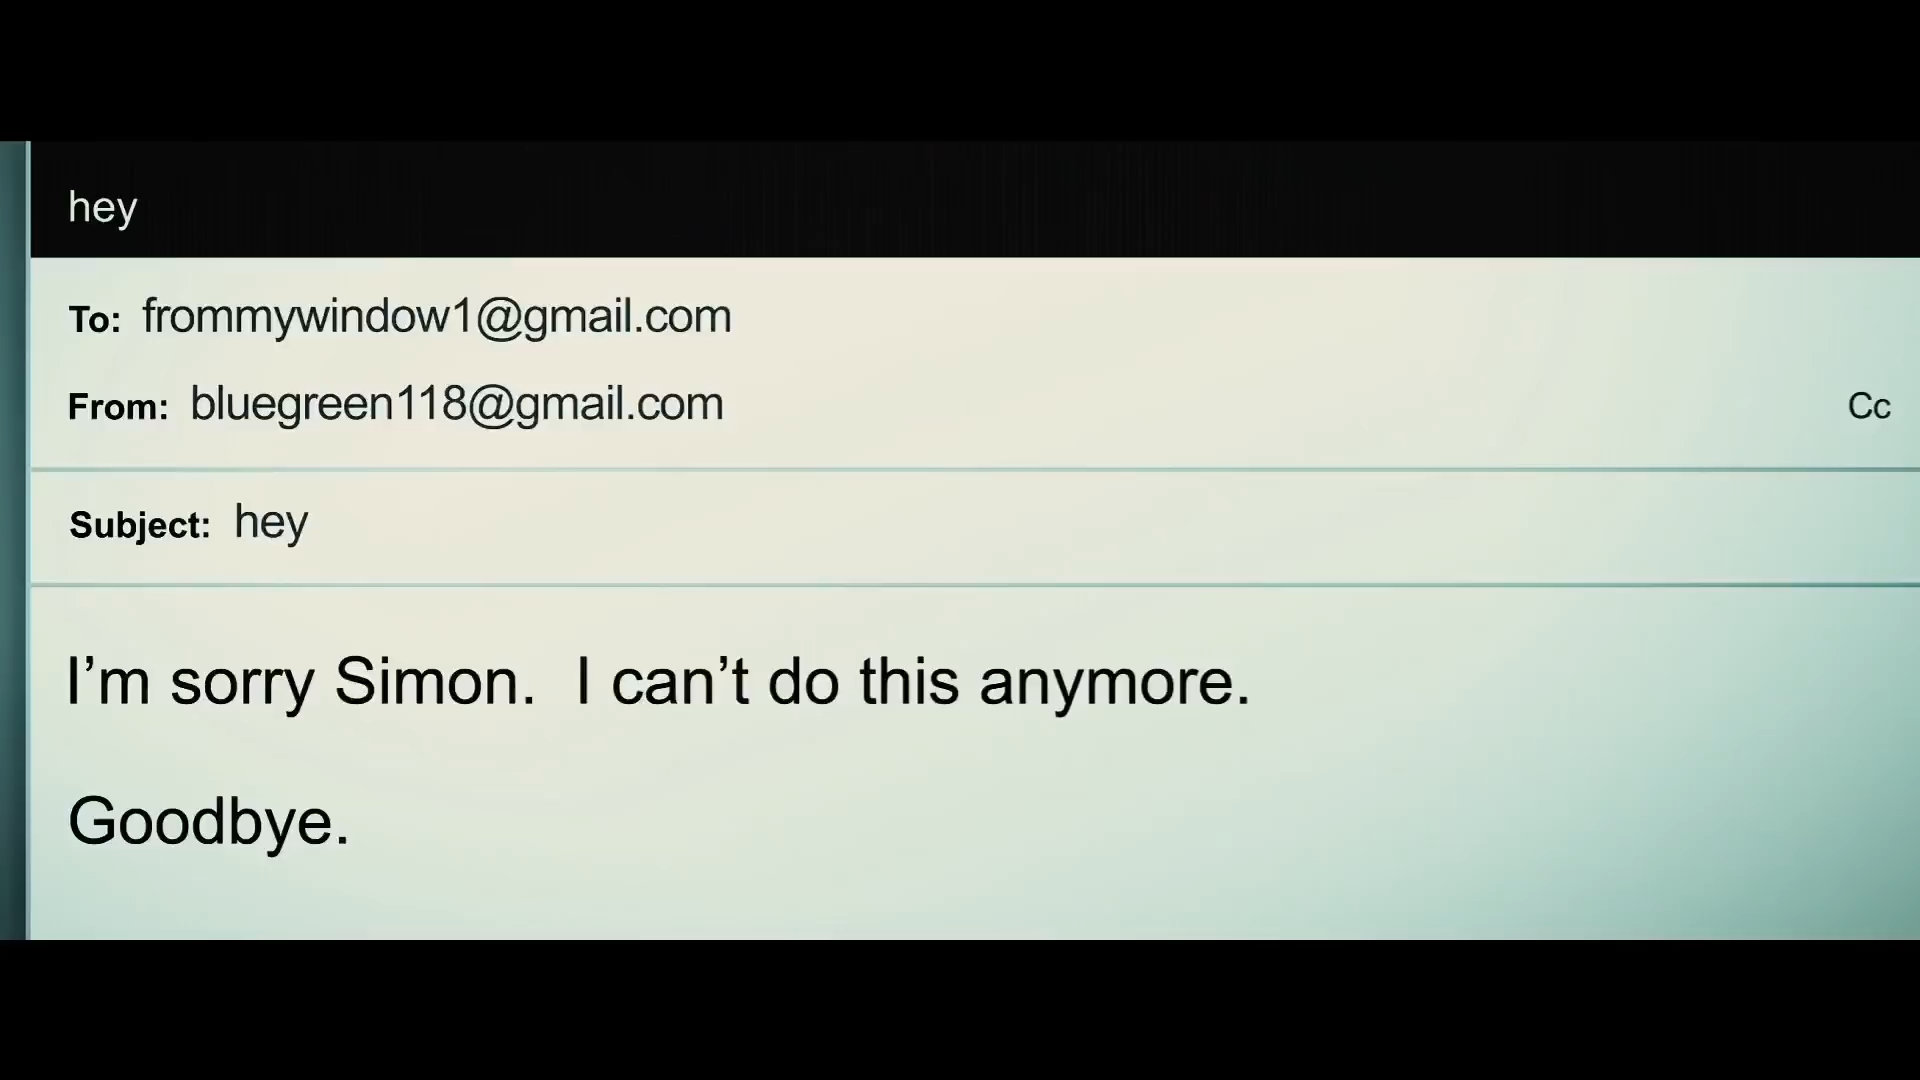 hey
To: frommywindow1@gmail.com
From: bluegreen118@gmail.com
Cc
Subject: hey
I’m sorry Simon.  I can’t do this anymore.
Goodbye.